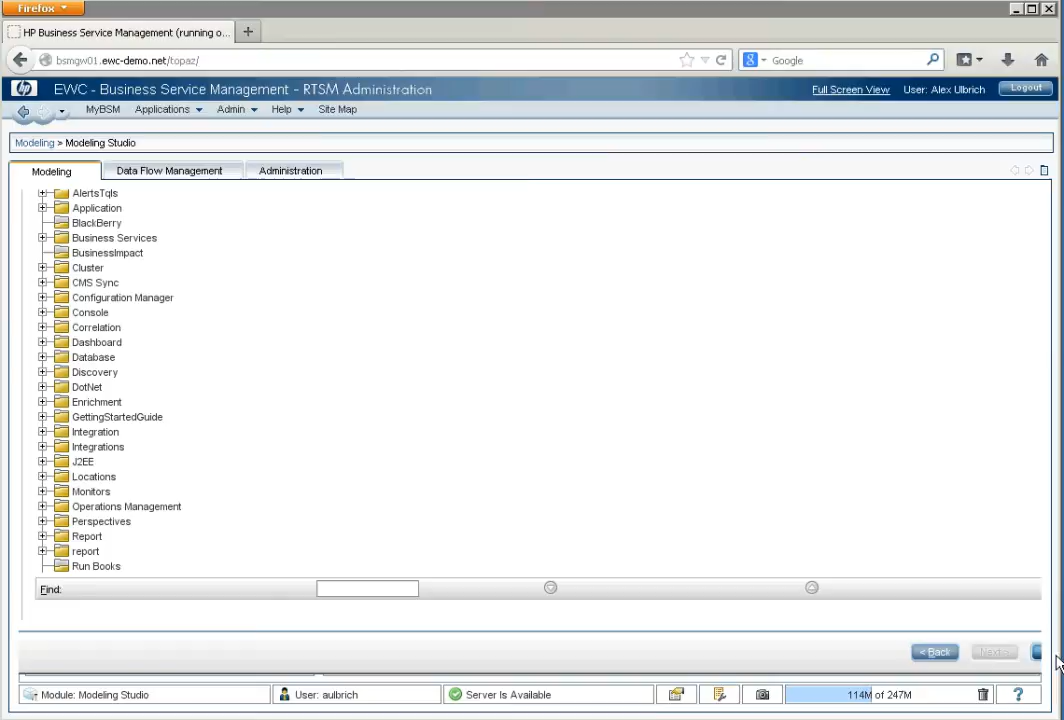 Firefox
HP Business Service Management (running o...
bsmgw01.ewc-demo.net/topaz/
Google
EWC - Business Service Management - RTSM Administration
Full Screen View
User: Alex Ulbrich
Logout
MyBSM
Applications
Admin
Help
Site Map
Modeling > Modeling Studio
Modeling
Data Flow Management
Administration
AlertsTqls
Application
BlackBerry
Business Services
BusinessImpact
Cluster
CMS Sync
Configuration Manager
Console
Correlation
Dashboard
Database
Discovery
DotNet
Enrichment
GettingStartedGuide
Integration
Integrations
J2EE
Locations
Monitors
Operations Management
Perspectives
Report
report
Run Books
Find:
< Back
Next >
Module: Modeling Studio
User: aulbrich
Server Is Available
114M of 247M